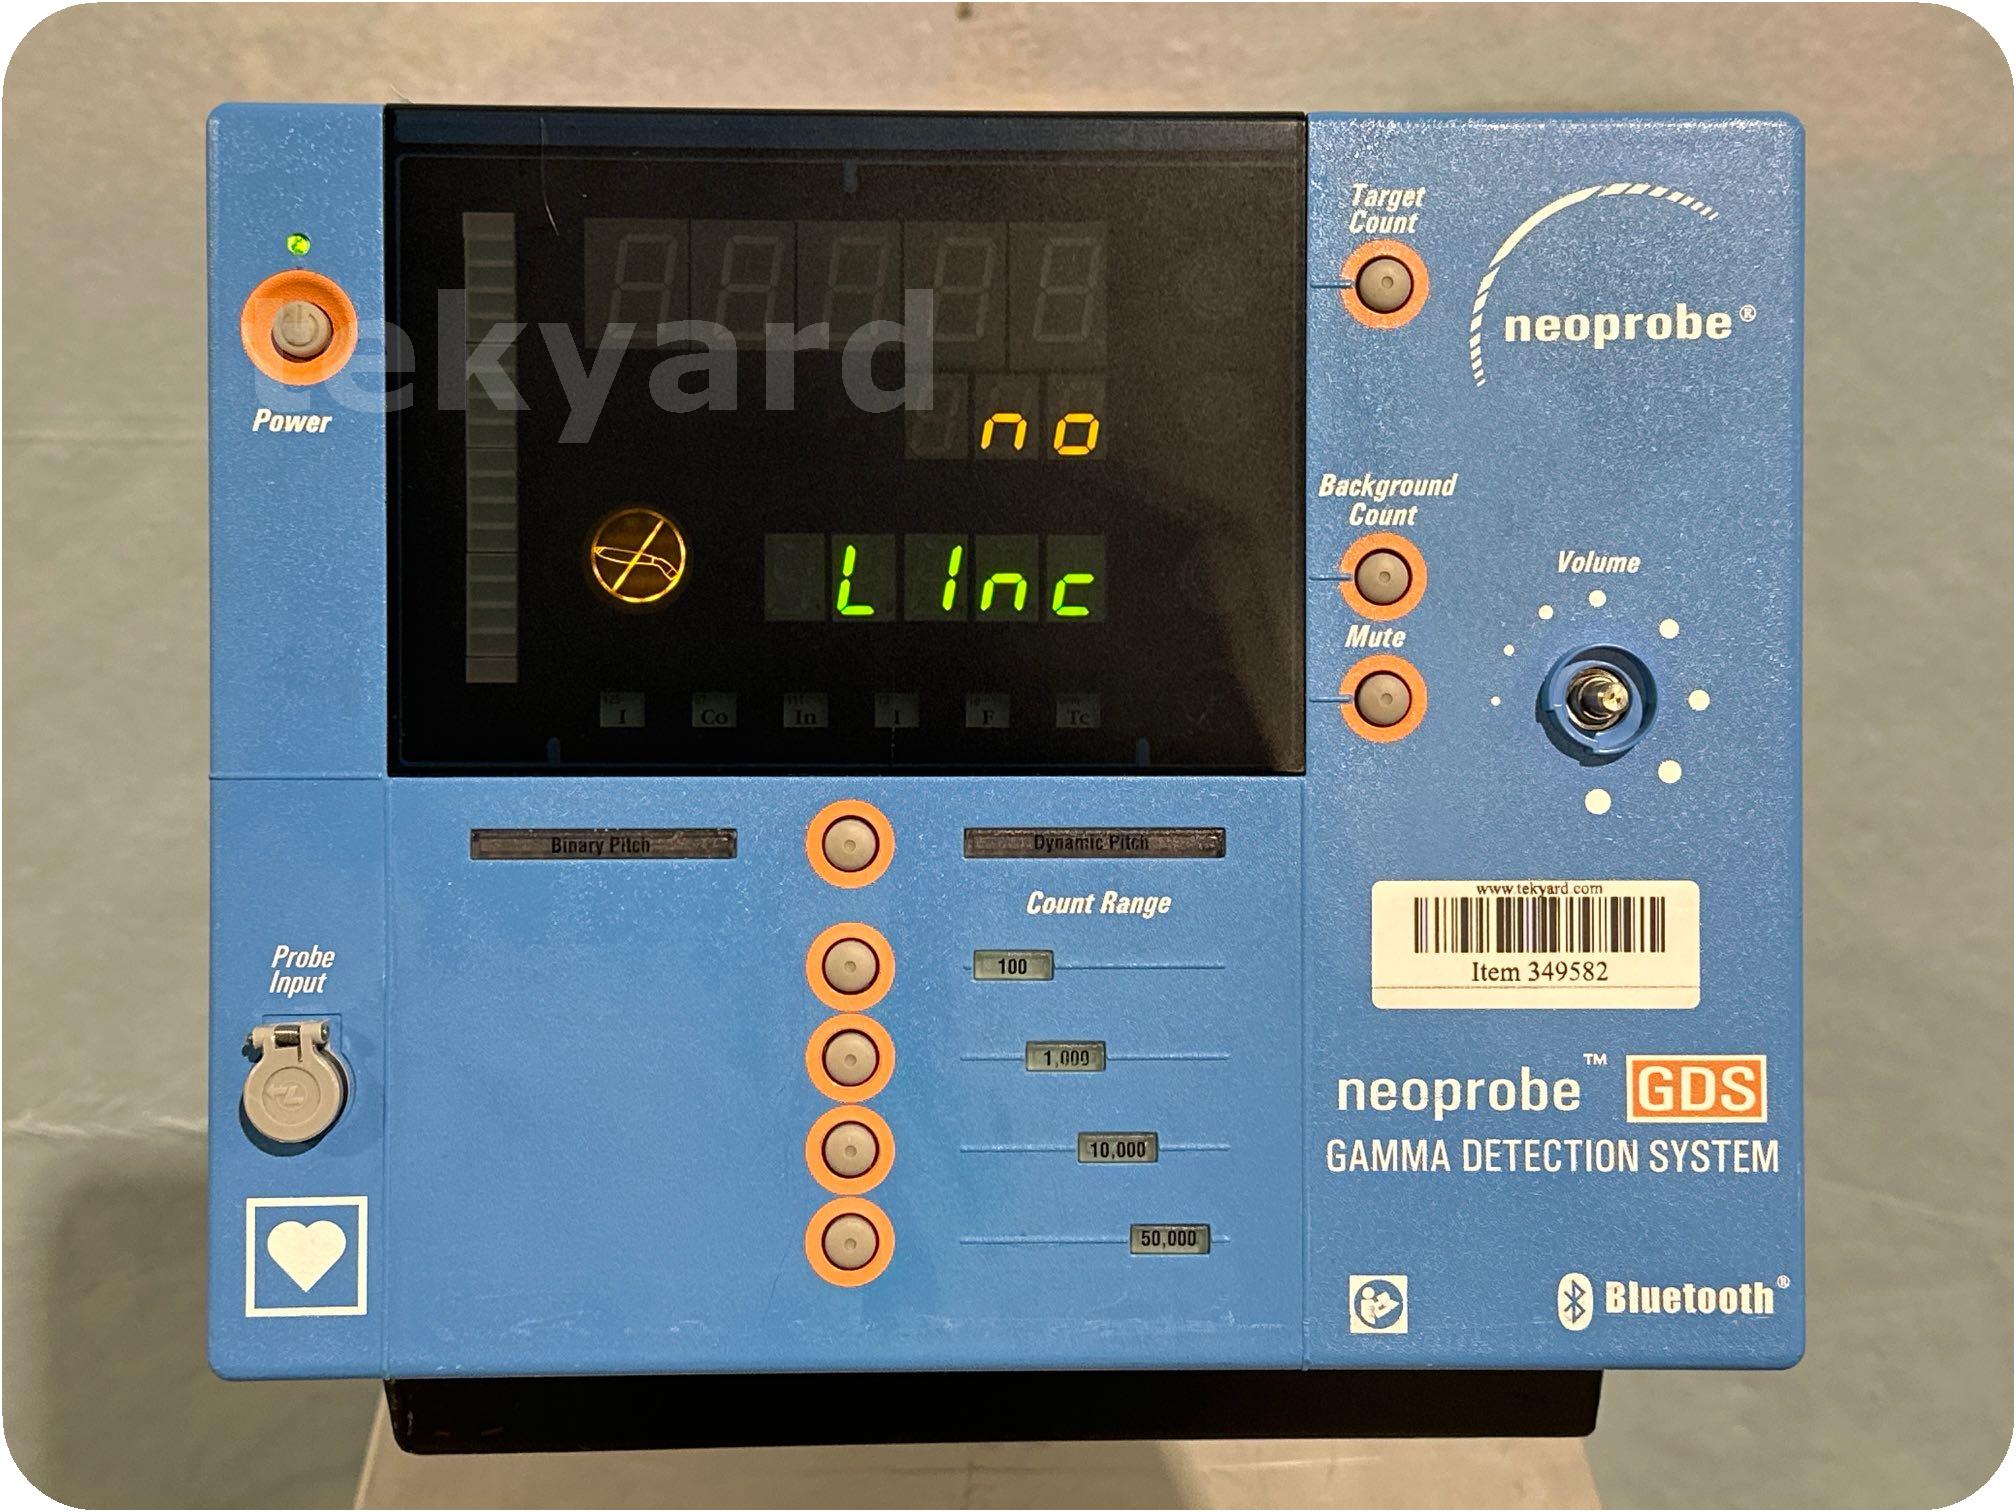 Power
tekyard
no
L Inc
I
Co
In
I
F
Tc
Target
Count
neoprobe®
Background
Count
Mute
Volume
Binary Pitch
Dynamic Pitch
Count Range
100
1,000
10,000
50,000
Probe
Input
www.tekyard.com
Item 349582
neoprobe™ GDS
GAMMA DETECTION SYSTEM
Bluetooth®